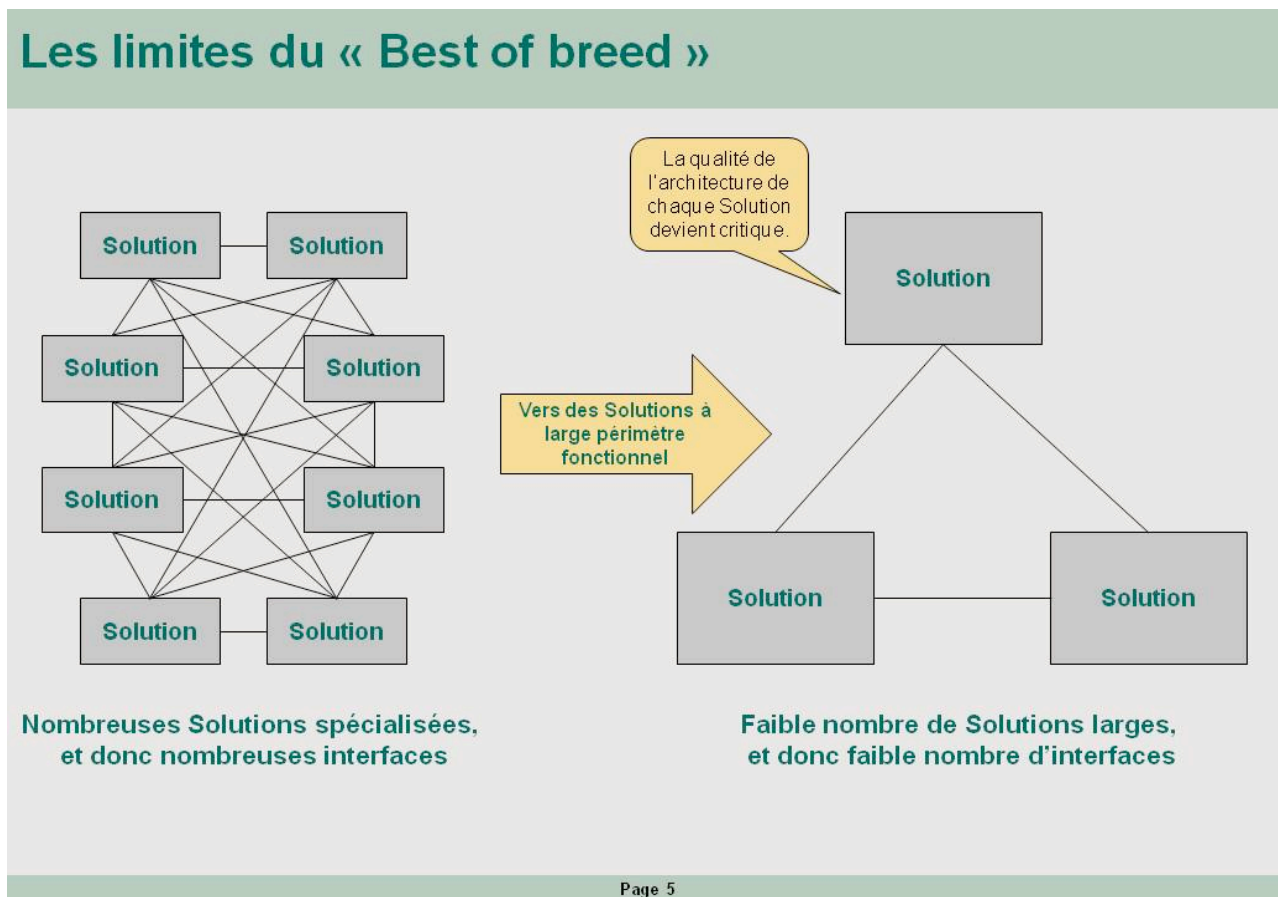 Les limites du « Best of breed »
La qualité de
l'architecture de
chaque Solution
devient critique.
Solution
Solution
Solution
Solution
Solution
Vers des Solutions à
large périmètre
fonctionnel
Solution
Solution
Solution
Solution
Solution
Solution
Nombreuses Solutions spécialisées,
et donc nombreuses interfaces
Faible nombre de Solutions larges,
et donc faible nombre d'interfaces
Page 5